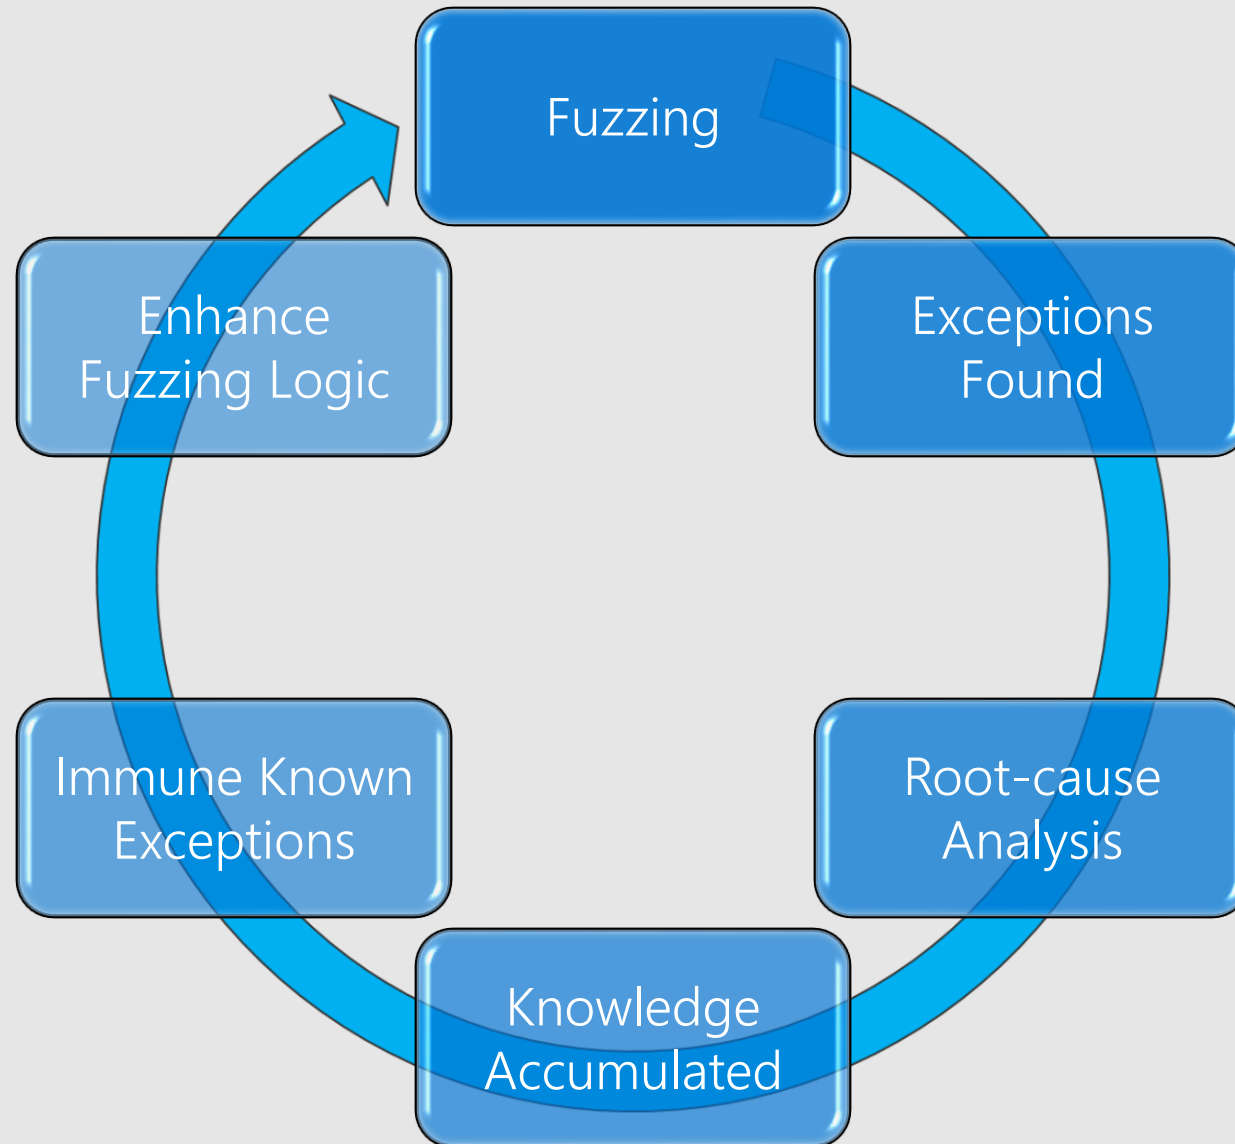 Fuzzing
Exceptions
Found
Root-cause
Analysis
Knowledge
Accumulated
Immune Known
Exceptions
Enhance
Fuzzing Logic